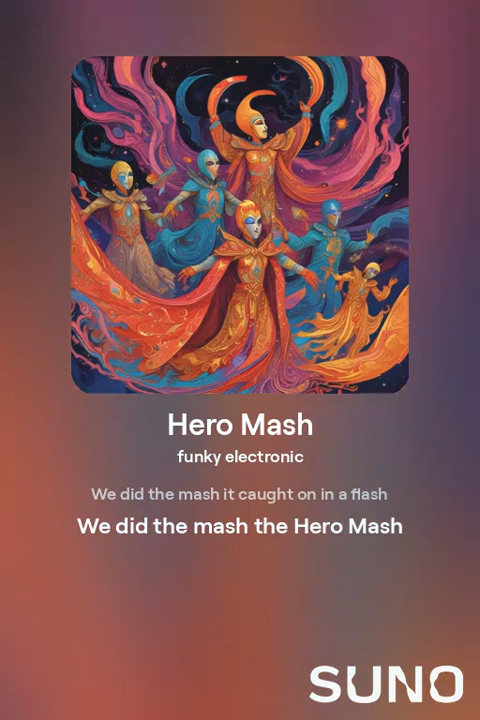 Hero Mash
funky electronic
We did the mash it caught on in a flash
We did the mash the Hero Mash
SUNO